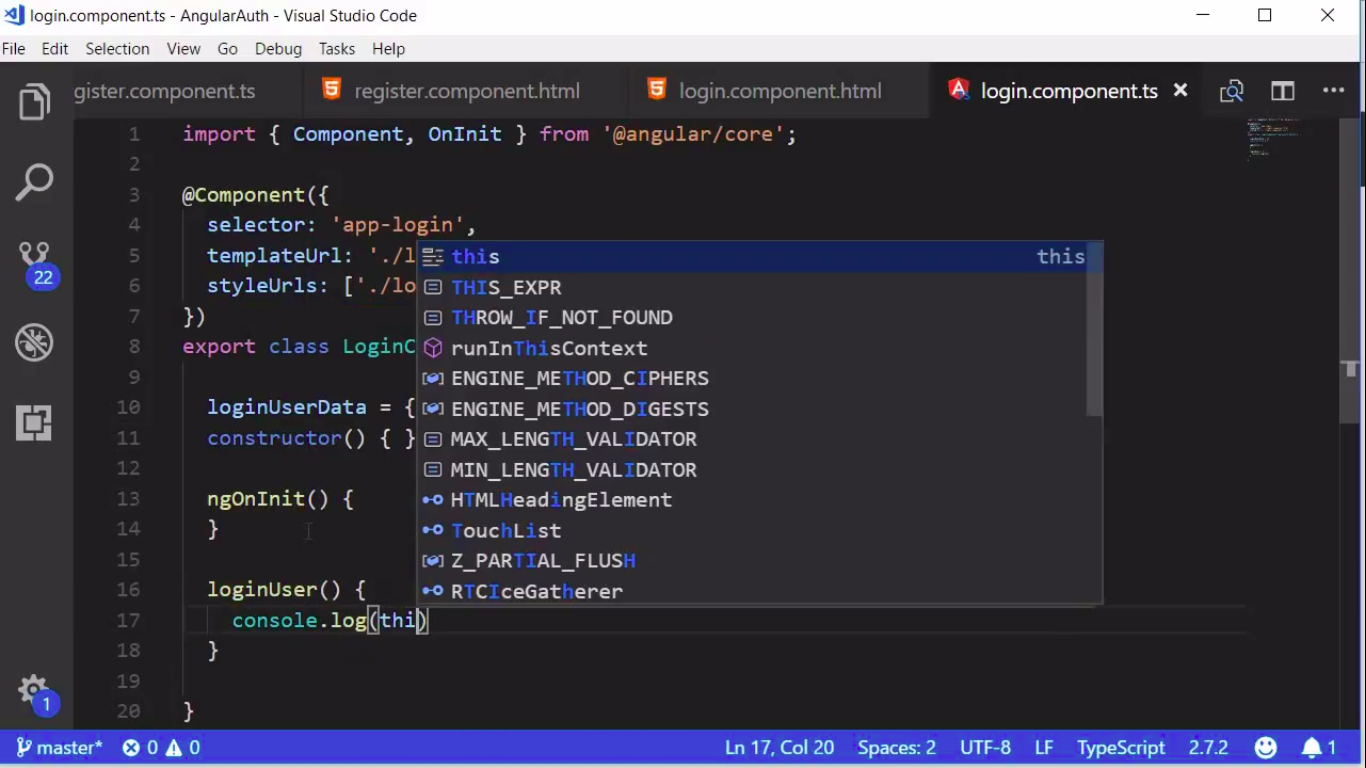 login.component.ts - AngularAuth - Visual Studio Code
File Edit Selection View Go Debug Tasks Help
gister.component.ts register.component.html login.component.html login.component.ts
1 import { Component, OnInit } from '@angular/core';
2
3 @Component({
4 selector: 'app-login',
5 templateUrl: './l
6 styleUrls: ['./lo
7 })
8 export class LoginC
9
10 loginUserData = {
11 constructor() { }
12
13 ngOnInit() {
14 }
15
16 loginUser() {
17 console.log(thi)
18 }
19
20 }
this this
THIS_EXPR
THROW_IF_NOT_FOUND
runInThisContext
ENGINE_METHOD_CIPHERS
ENGINE_METHOD_DIGESTS
MAX_LENGTH_VALIDATOR
MIN_LENGTH_VALIDATOR
HTMLHeadingElement
TouchList
Z_PARTIAL_FLUSH
RTCIceGatherer
22
1
master* 0 0 Ln 17, Col 20 Spaces: 2 UTF-8 LF TypeScript 2.7.2 1